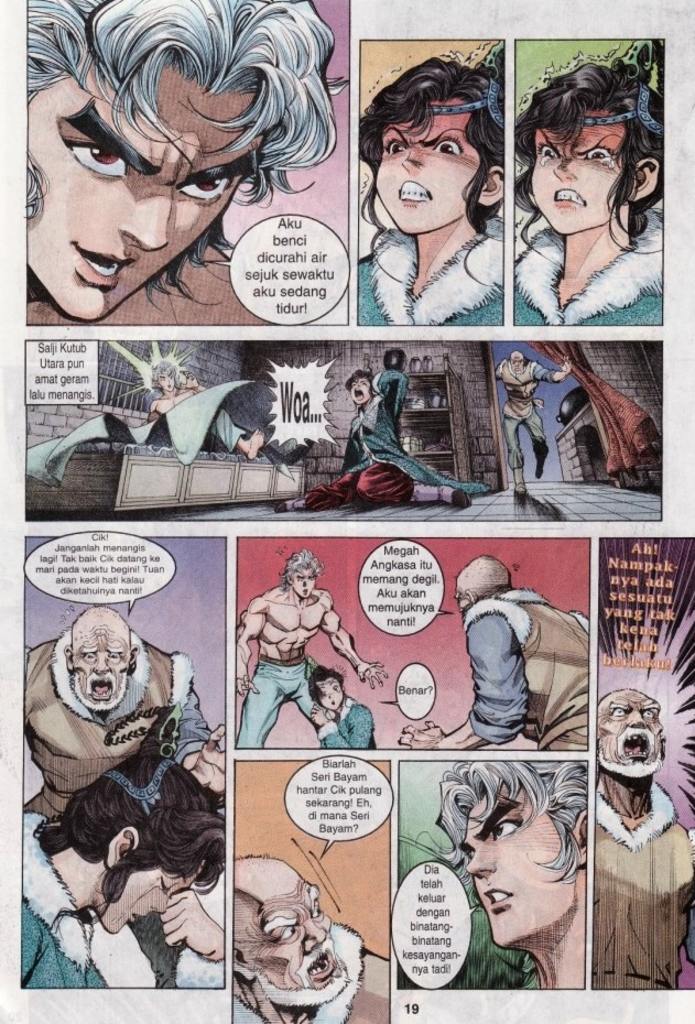 Aku
benci
dicurahi air
sejuk sewaktu
aku sedang
tidur!
Salji Kutub
Utara pun
amat geram
lalu menangis.
Woa...
Cik!
Janganlah menangis
lagi! Tak baik Cik datang ke
mari pada waktu begini! Tuan
akan kecil hati kalau
diketahuinya nanti!
Megah
Angkasa itu
memang degil.
Aku akan
memujuknya
nanti!
Benar?
Ah!
Nampak-
nya ada
sesuatu
yang tak
kena
telah
berlaku!
Biarlah
Seri Bayam
hantar Cik pulang
sekarang! Eh,
di mana Seri
Bayam?
Dia
telah
keluar
dengan
binatang-
binatang
kesayangan-
nya tadi!
19